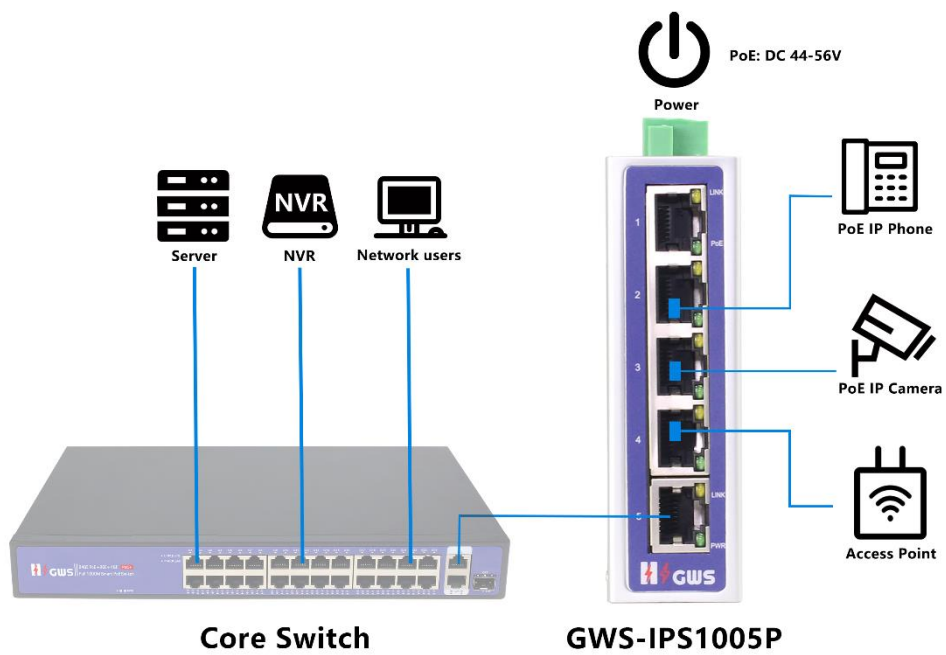 PoE: DC 44-56V
Power
NVR
Server
NVR
Network users
LINK
1
PoE
2
3
4
LINK
5
PWR
GWS
PoE IP Phone
PoE IP Camera
Access Point
GWS
Core Switch
GWS-IPS1005P